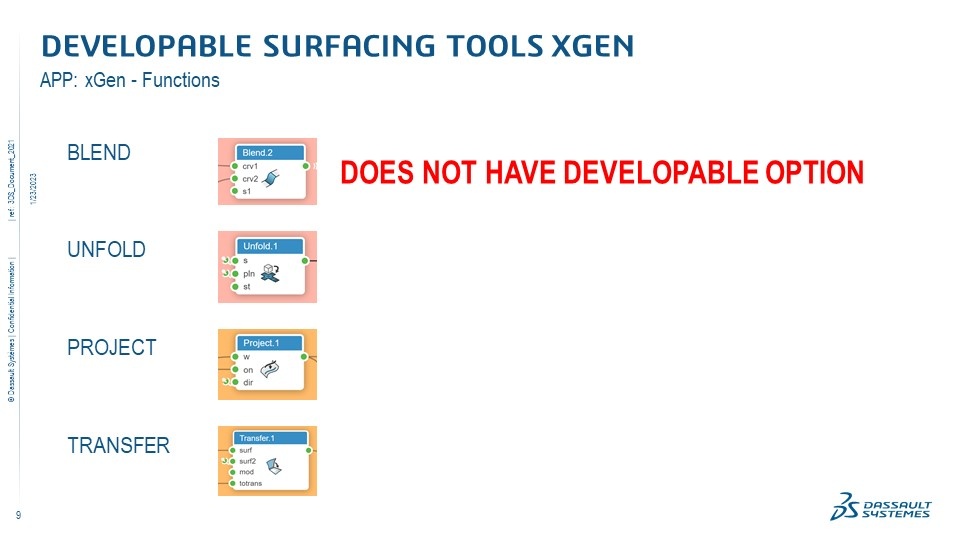 DEVELOPABLE SURFACING TOOLS XGEN
APP: xGen - Functions
BLEND
Blend.2
crv1
crv2
s1
DOES NOT HAVE DEVELOPABLE OPTION
UNFOLD
Unfold.1
s
pln
st
PROJECT
Project.1
w
on
dir
TRANSFER
Transfer.1
surf
surf2
mod
totrans
© Dassault Systèmes | Confidential Information | 1/23/2023 | ref.: 3DS_Document_2021
9
DASSAULT
SYSTEMES